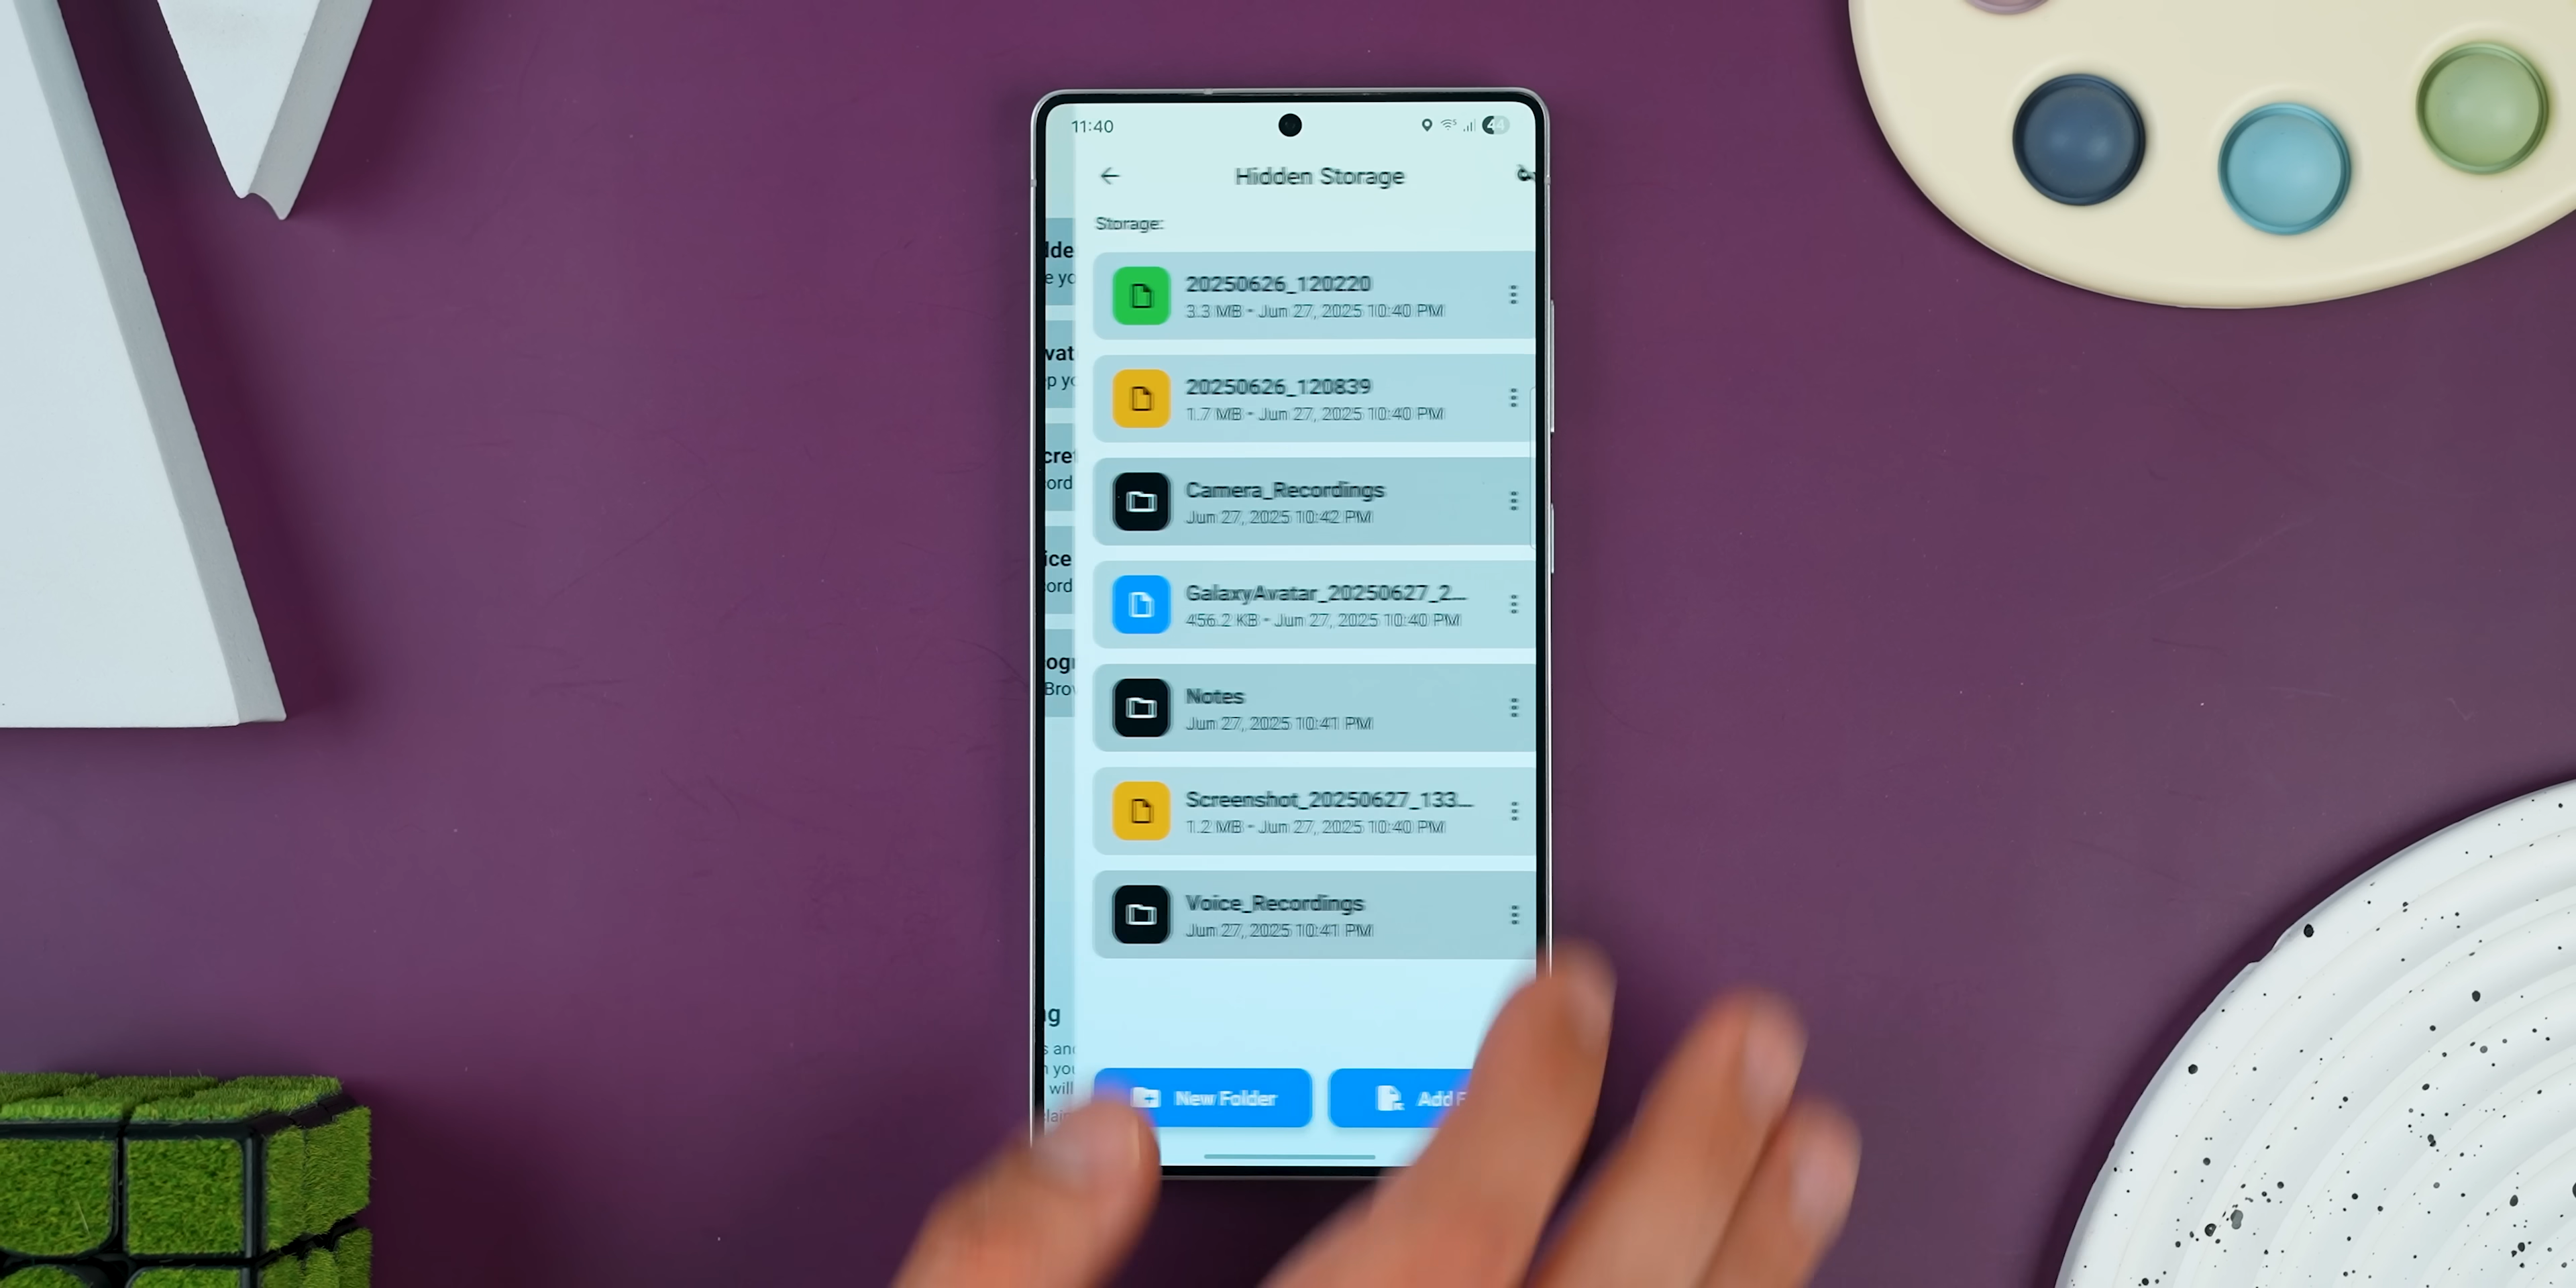 11:40
44
Hidden Storage
Storage:
20250626_120220
3.3 MB - Jun 27, 2025 10:40 PM
20250626_120839
1.7 MB - Jun 27, 2025 10:40 PM
Camera_Recordings
Jun 27, 2025 10:42 PM
GalaxyAvatar_20250627_2...
456.2 KB - Jun 27, 2025 10:40 PM
Notes
Jun 27, 2025 10:41 PM
Screenshot_20250627_133...
1.2 MB - Jun 27, 2025 10:40 PM
Voice_Recordings
Jun 27, 2025 10:41 PM
New Folder
Add